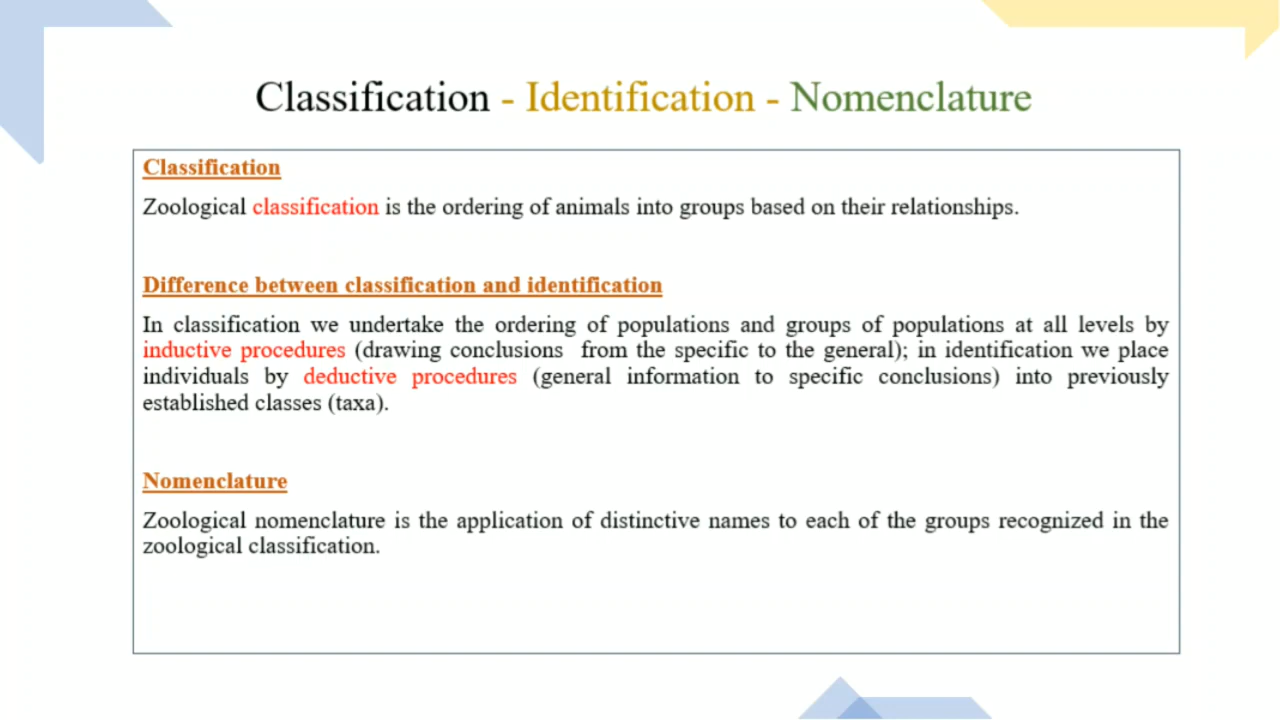 Classification - Identification - Nomenclature
Classification
Zoological classification is the ordering of animals into groups based on their relationships.
Difference between classification and identification
In classification we undertake the ordering of populations and groups of populations at all levels by
inductive procedures (drawing conclusions from the specific to the general); in identification we place
individuals by deductive procedures (general information to specific conclusions) into previously
established classes (taxa).
Nomenclature
Zoological nomenclature is the application of distinctive names to each of the groups recognized in the
zoological classification.